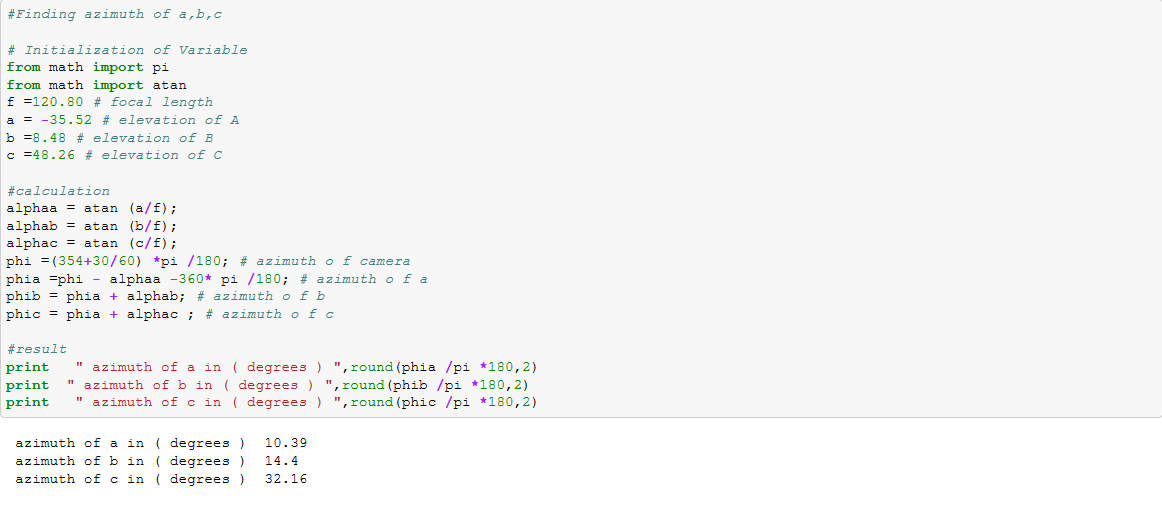 #Finding azimuth of a,b,c
# Initialization of Variable
from math import pi
from math import atan
f =120.80 # focal length
a = -35.52 # elevation of A
b =8.48 # elevation of B
c =48.26 # elevation of C
#calculation
alphaa = atan (a/f);
alphab = atan (b/f);
alphac = atan (c/f);
phi =(354+30/60) *pi /180; # azimuth o f camera
phia =phi - alphaa -360* pi /180; # azimuth o f a
phib = phia + alphab; # azimuth o f b
phic = phia + alphac ; # azimuth o f c
#result
print   " azimuth of a in ( degrees ) ",round(phia /pi *180,2)
print  " azimuth of b in ( degrees ) ",round(phib /pi *180,2)
print   " azimuth of c in ( degrees ) ",round(phic /pi *180,2)
azimuth of a in ( degrees )  10.39
azimuth of b in ( degrees )  14.4
azimuth of c in ( degrees )  32.16